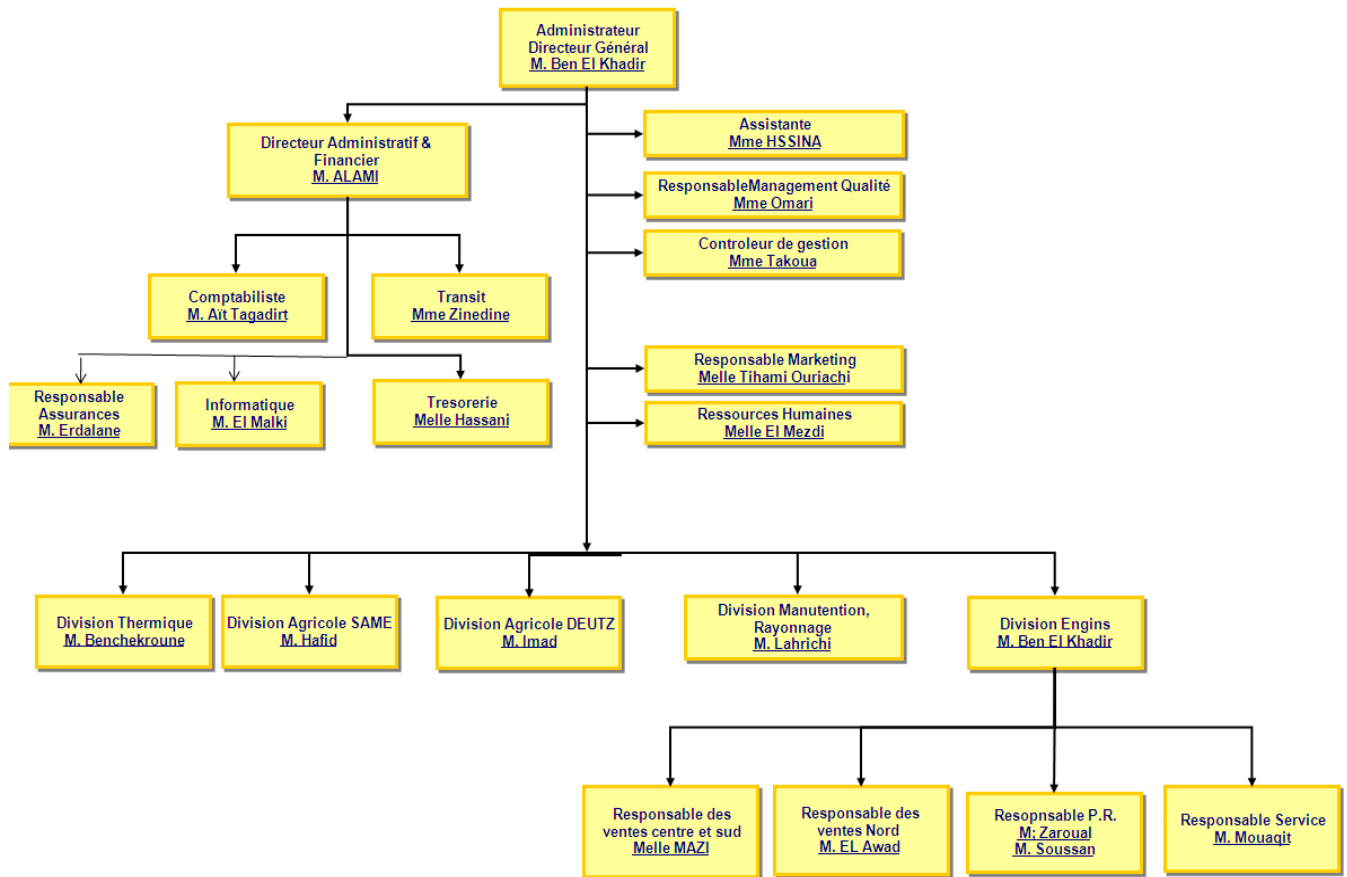 Administrateur
Directeur Général
M. Ben El Khadir
Directeur Administratif &
Financier
M. ALAMI
Assistante
Mme HSSINA
ResponsableManagement Qualité
Mme Omari
Controleur de gestion
Mme Takoua
Comptabiliste
M. Aït Tagadirt
Transit
Mme Zinedine
Responsable Marketing
Melle Tihami Ouriachi
Responsable
Assurances
M. Erdalane
Informatique
M. El Malki
Tresorerie
Melle Hassani
Ressources Humaines
Melle El Mezdi
Division Thermique
M. Benchekroune
Division Agricole SAME
M. Hafid
Division Agricole DEUTZ
M. Imad
Division Manutention,
Rayonnage
M. Lahrichi
Division Engins
M. Ben El Khadir
Responsable des
ventes centre et sud
Melle MAZI
Responsable des
ventes Nord
M. EL Awad
Resopnsable P.R.
M; Zaroual
M. Soussan
Responsable Service
M. Mouaqit